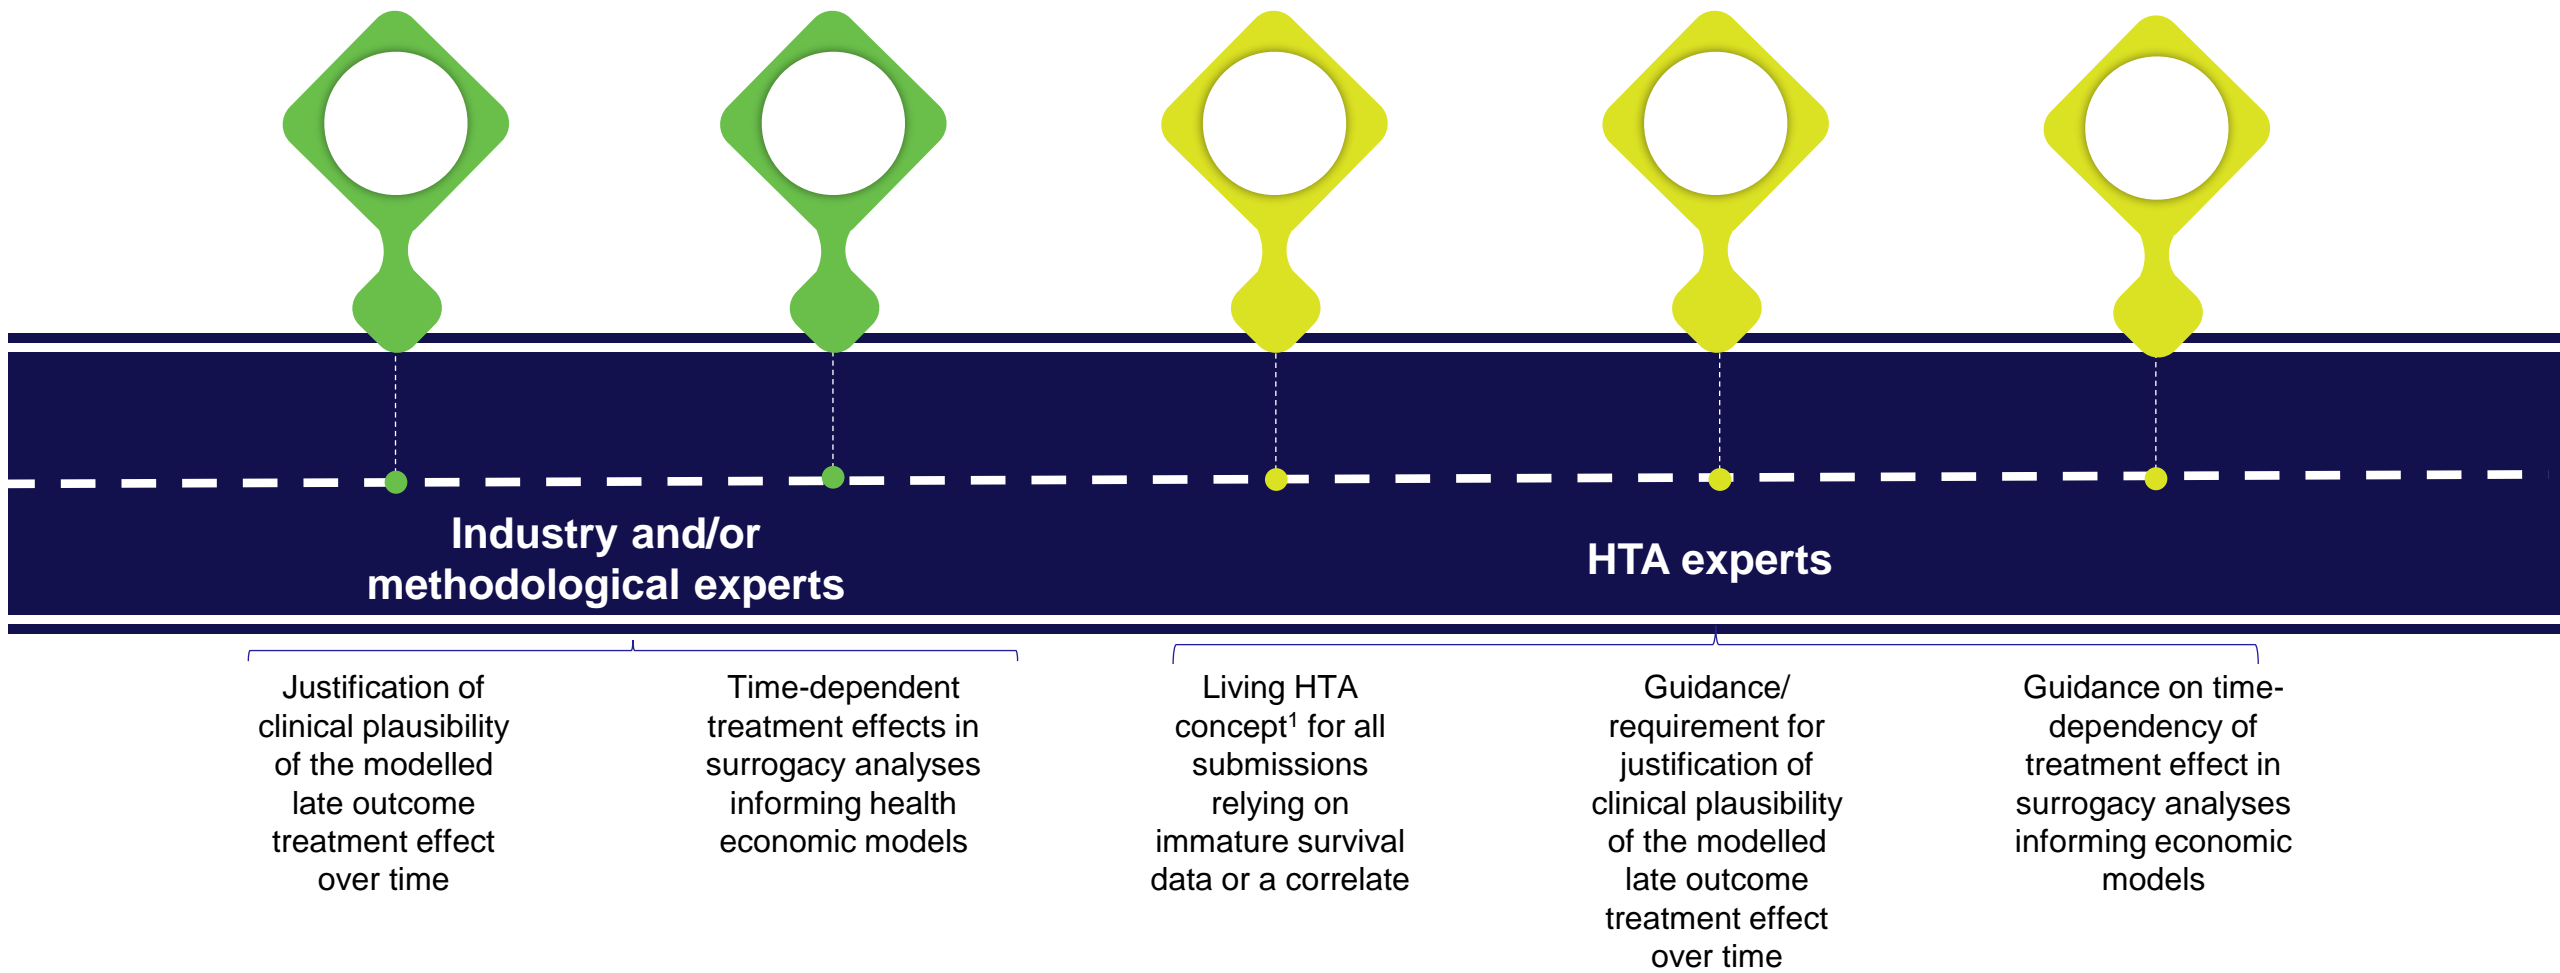 Industry and/or
methodological experts
HTA experts
Justification of
clinical plausibility
of the modelled
late outcome
treatment effect
over time
Time-dependent
treatment effects in
surrogacy analyses
informing health
economic models
Living HTA
concept¹ for all
submissions
relying on
immature survival
data or a correlate
Guidance/
requirement for
justification of
clinical plausibility
of the modelled
late outcome
treatment effect
over time
Guidance on time-
dependency of
treatment effect in
surrogacy analyses
informing economic
models